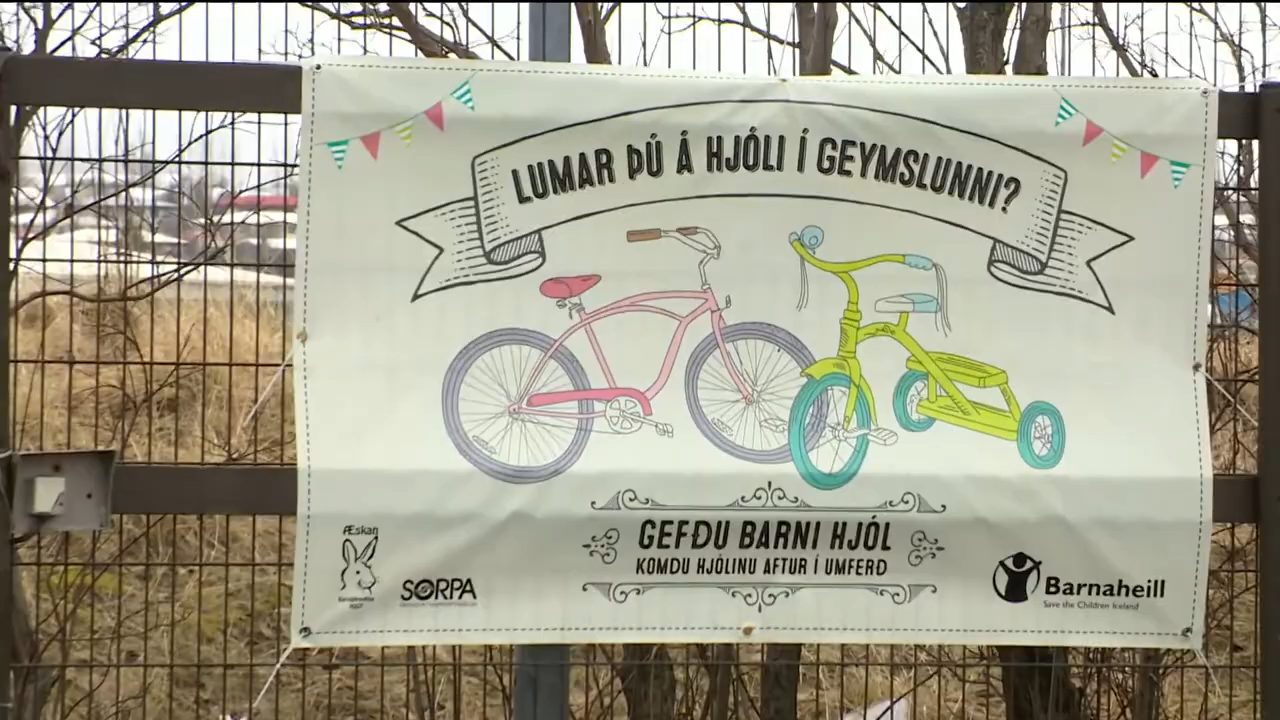 LUMAR ÞÚ Á HJÓLI Í GEYMSLUNNI?
GEFÐU BARNI HJÓL
KOMDU HJÓLINU AFTUR Í UMFERÐ
Æskan
SORPA
Barnaheill
Save the Children Iceland